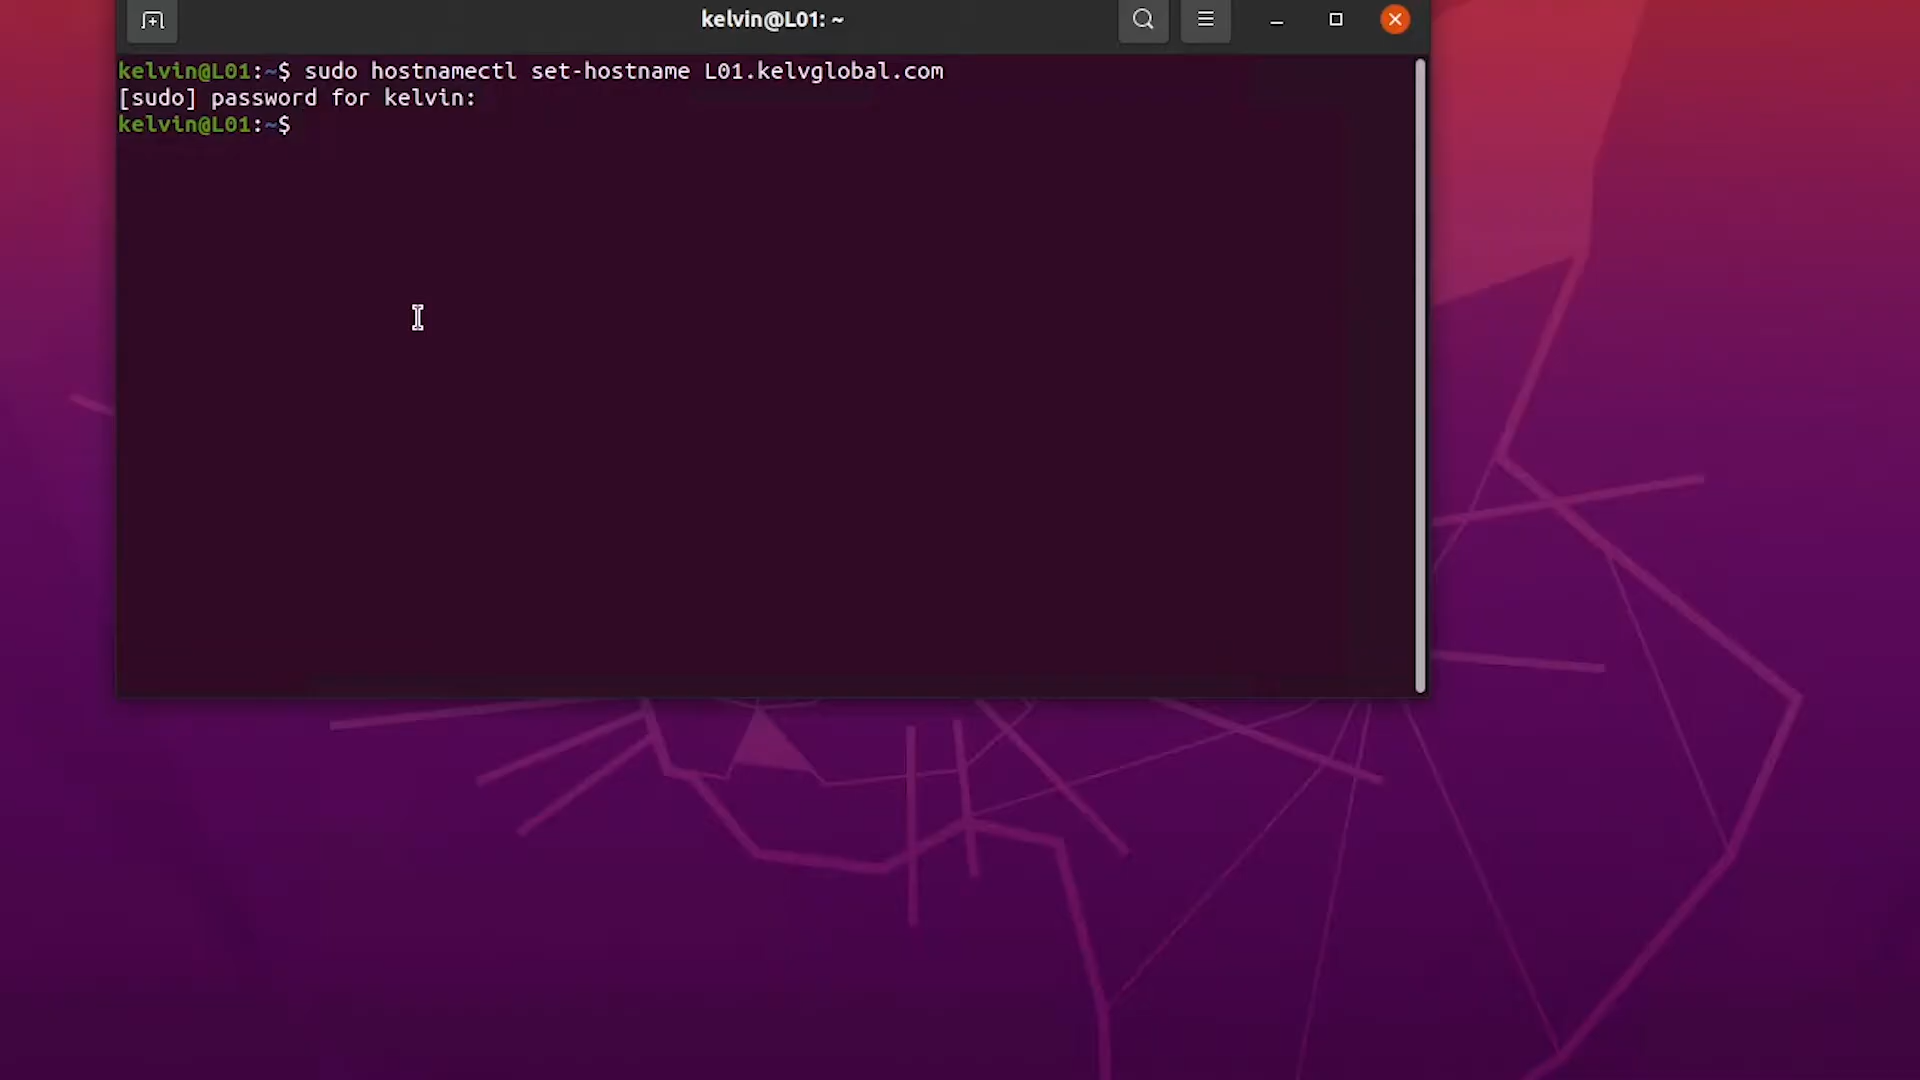 kelvin@L01: ~
kelvin@L01:~$ sudo hostnamectl set-hostname L01.kelvglobal.com
[sudo] password for kelvin:
kelvin@L01:~$